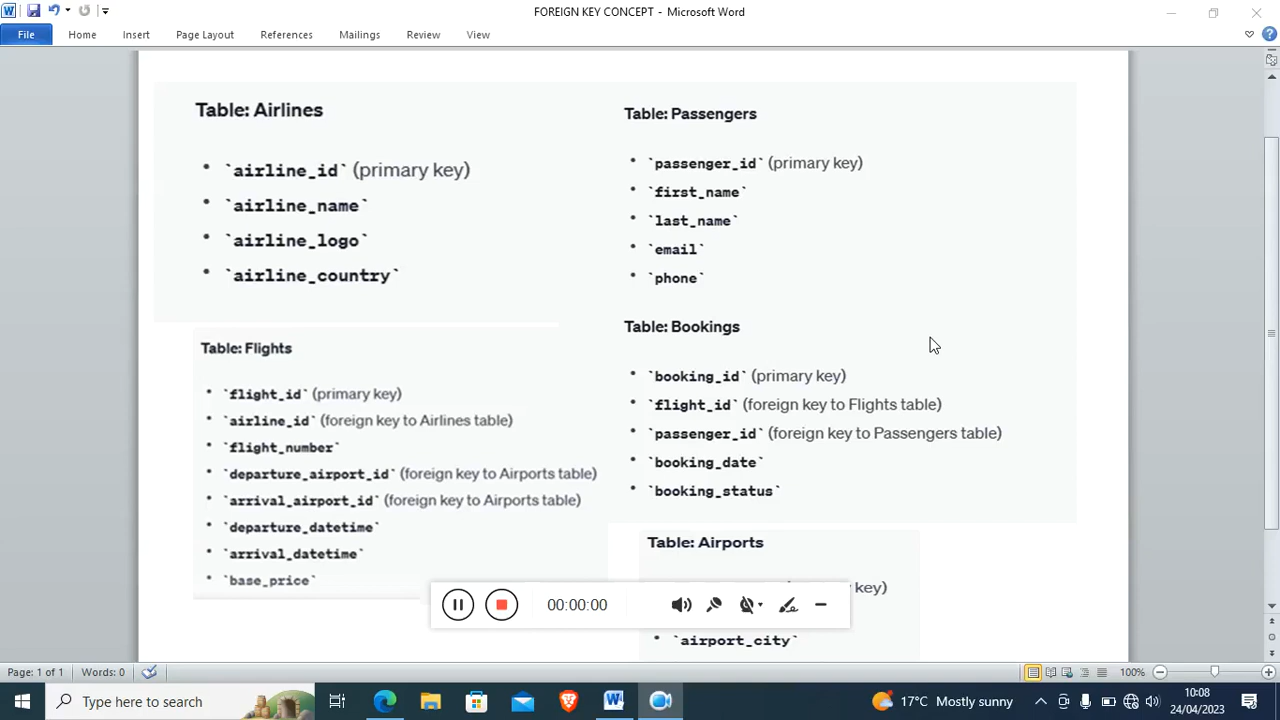 FOREIGN KEY CONCEPT - Microsoft Word
File Home Insert Page Layout References Mailings Review View
Table: Airlines
`airline_id` (primary key)
`airline_name`
`airline_logo`
`airline_country`
Table: Flights
`flight_id` (primary key)
`airline_id` (foreign key to Airlines table)
`flight_number`
`departure_airport_id` (foreign key to Airports table)
`arrival_airport_id` (foreign key to Airports table)
`departure_datetime`
`arrival_datetime`
`base_price`
Table: Passengers
`passenger_id` (primary key)
`first_name`
`last_name`
`email`
`phone`
Table: Bookings
`booking_id` (primary key)
`flight_id` (foreign key to Flights table)
`passenger_id` (foreign key to Passengers table)
`booking_date`
`booking_status`
Table: Airports
key)
`airport_city`
00:00:00
Page: 1 of 1 Words: 0 100%
Type here to search 17°C Mostly sunny 10:08
24/04/2023